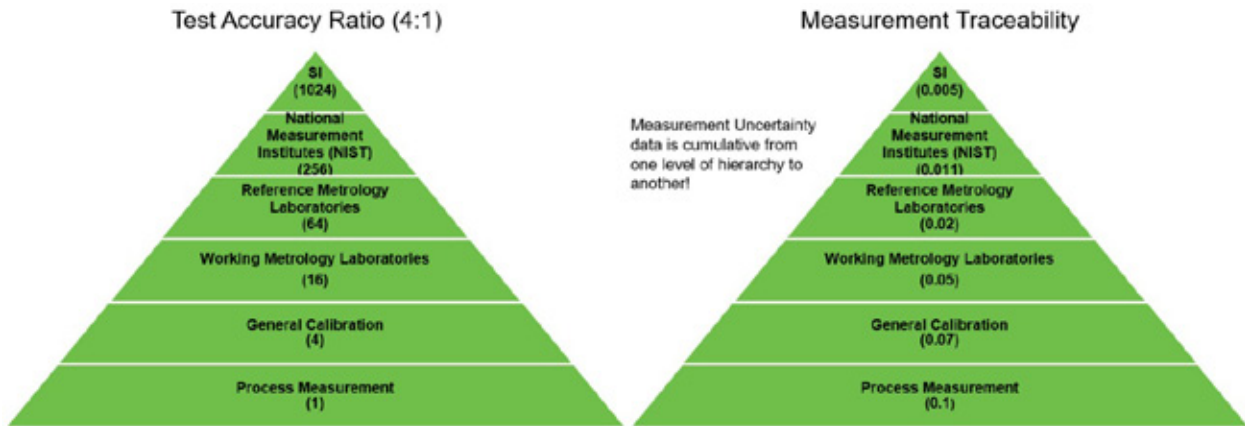 Test Accuracy Ratio (4:1)
SI
(1024)
National
Measurement
Institutes (NIST)
(256)
Reference Metrology
Laboratories
(64)
Working Metrology Laboratories
(16)
General Calibration
(4)
Process Measurement
(1)
Measurement Traceability
Measurement Uncertainty
data is cumulative from
one level of hierarchy to
another!
SI
(0.005)
National
Measurement
Institutes (NIST)
(0.011)
Reference Metrology
Laboratories
(0.02)
Working Metrology Laboratories
(0.05)
General Calibration
(0.07)
Process Measurement
(0.1)